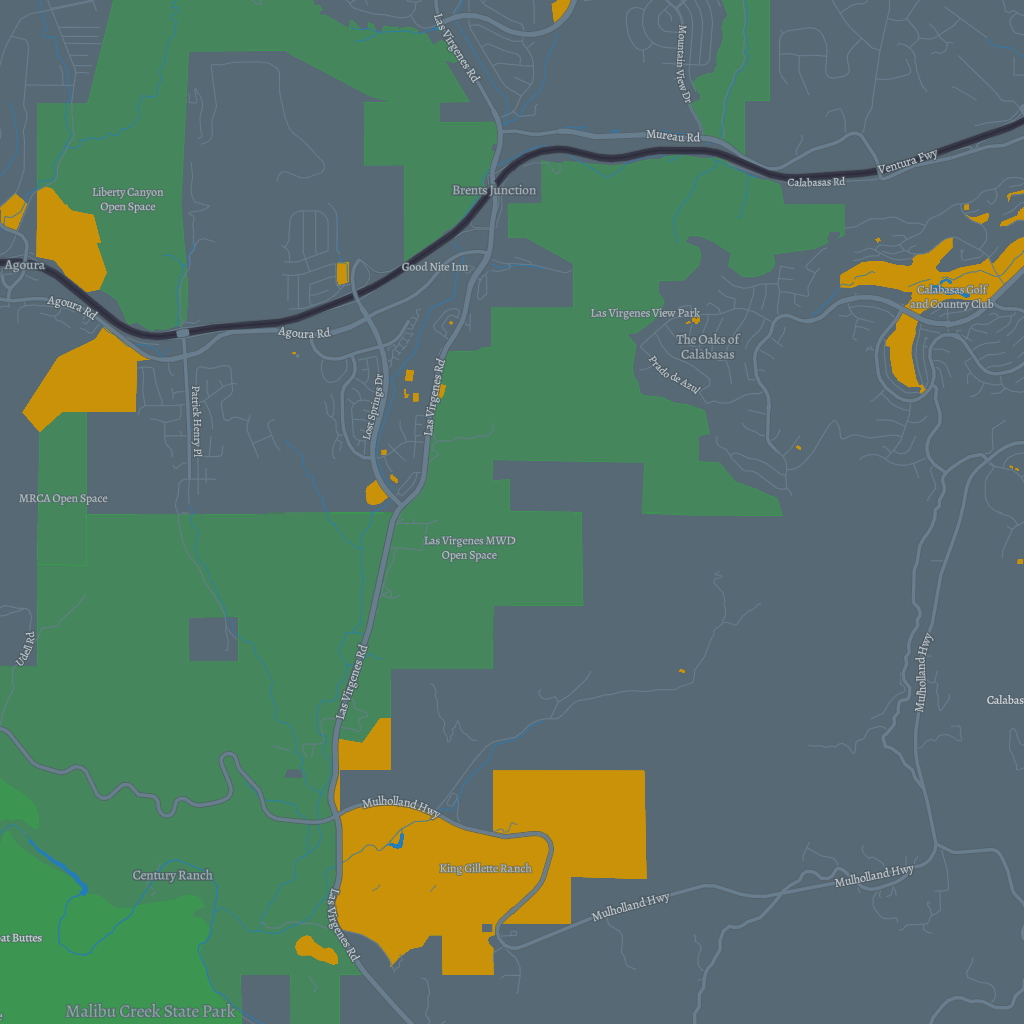 Las Virgenes Rd
Mountain View Dr
Mureau Rd
Ventura Fwy
Calabasas Rd
Brents Junction
Liberty Canyon
Open Space
Agoura
Good Nite Inn
Agoura Rd
Agoura Rd
Calabasas Golf
and Country Club
Las Virgenes View Park
The Oaks of
Calabasas
Prado de Azul
Patrick Henry Pl
Lost Springs Dr
Las Virgenes Rd
MRCA Open Space
Las Virgenes MWD
Open Space
Udell Rd
Las Virgenes Rd
Mulholland Hwy
Calabas
Mulholland Hwy
King Gillette Ranch
Century Ranch
Mulholland Hwy
Mulholland Hwy
Las Virgenes Rd
oat Buttes
Malibu Creek State Park